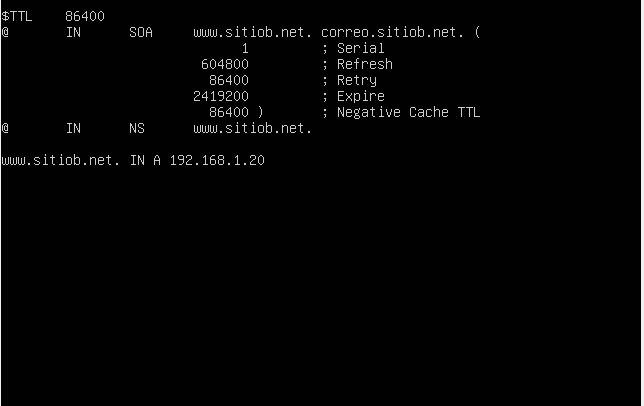 $TTL    86400
@       IN      SOA     www.sitiob.net. correo.sitiob.net. (
                              1         ; Serial
                         604800         ; Refresh
                          86400         ; Retry
                        2419200         ; Expire
                          86400 )       ; Negative Cache TTL
@       IN      NS      www.sitiob.net.
www.sitiob.net. IN A 192.168.1.20